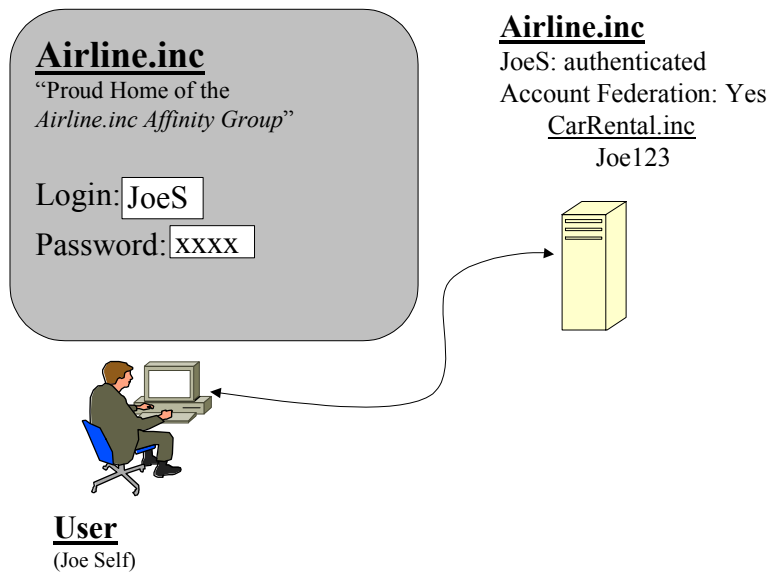 Airline.inc
“Proud Home of the
Airline.inc Affinity Group”
Login: JoeS
Password: xxxx
Airline.inc
JoeS: authenticated
Account Federation: Yes
CarRental.inc
Joe123
User
(Joe Self)